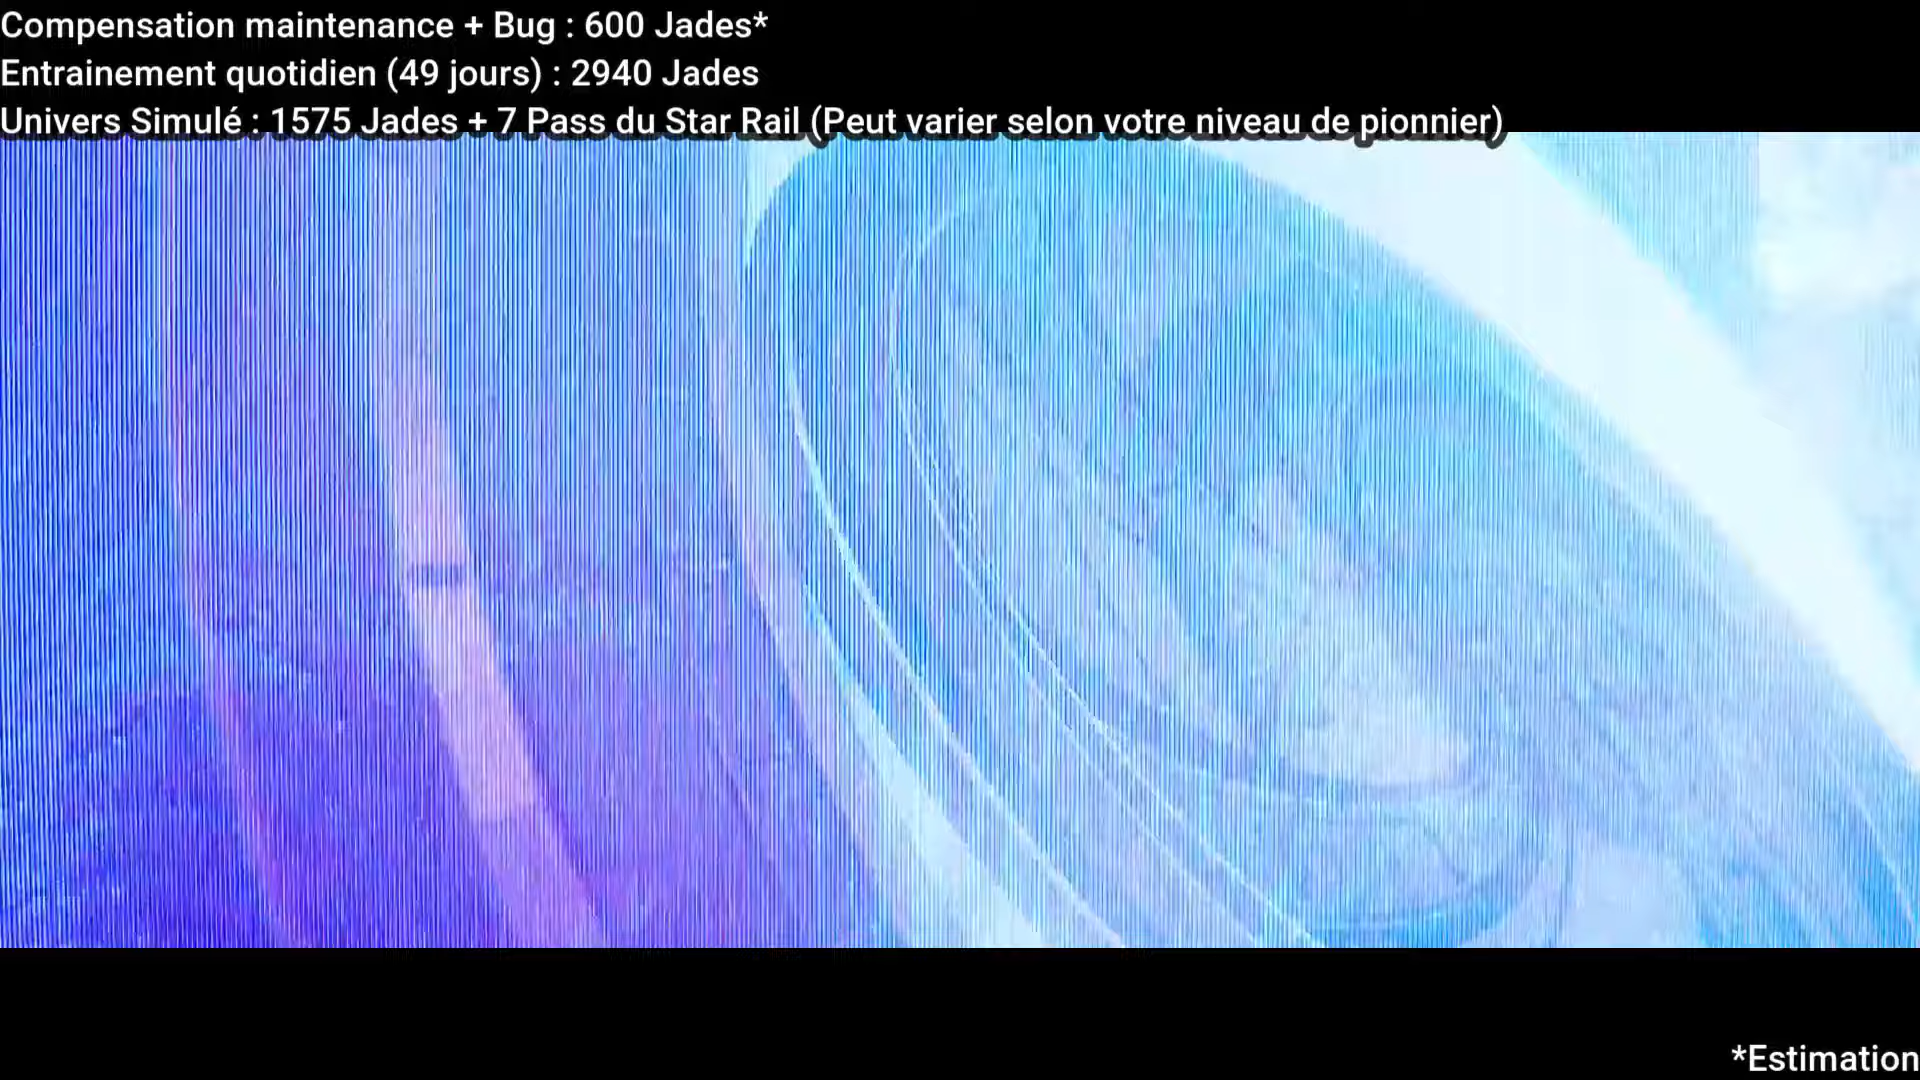 Compensation maintenance + Bug : 600 Jades*
Entrainement quotidien (49 jours) : 2940 Jades
Univers Simulé : 1575 Jades + 7 Pass du Star Rail (Peut varier selon votre niveau de pionnier)
*Estimation